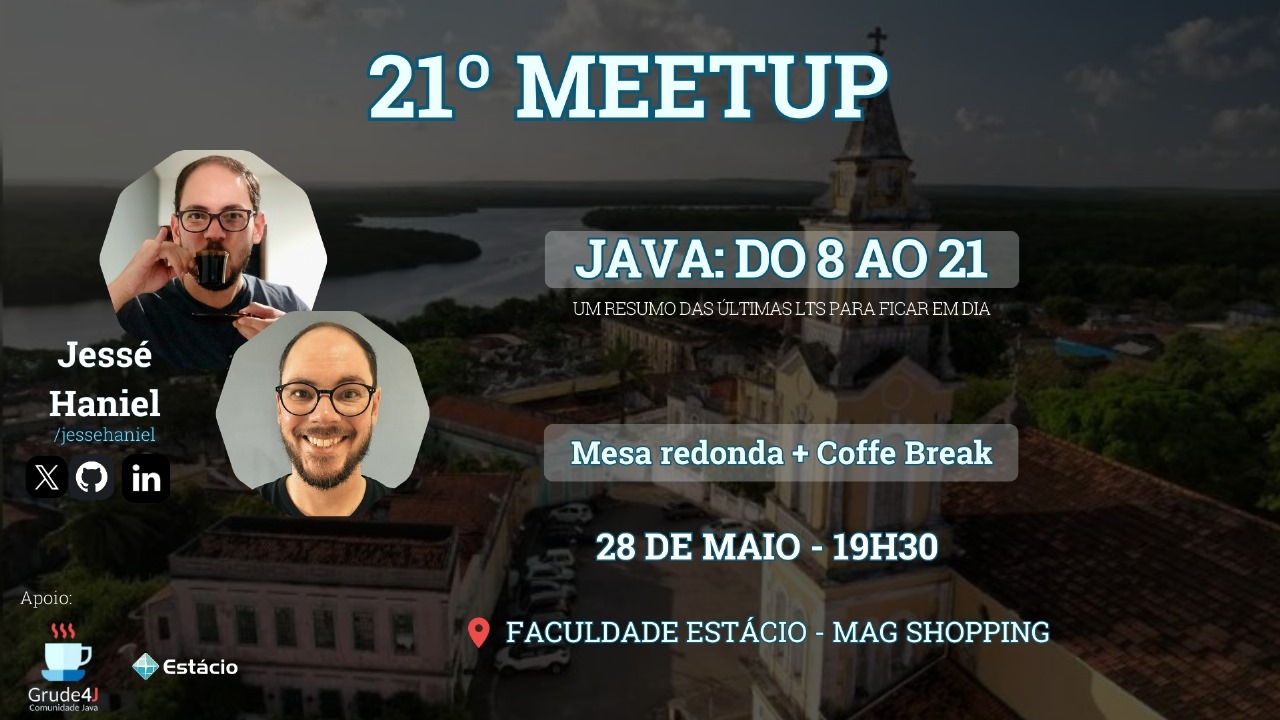 21º MEETUP
JAVA: DO 8 AO 21
UM RESUMO DAS ÚLTIMAS LTS PARA FICAR EM DIA
Jessé
Haniel
/jessehaniel
X
in
Mesa redonda + Coffe Break
28 DE MAIO - 19H30
FACULDADE ESTÁCIO - MAG SHOPPING
Apoio:
Grude4J
Comunidade Java
Estácio